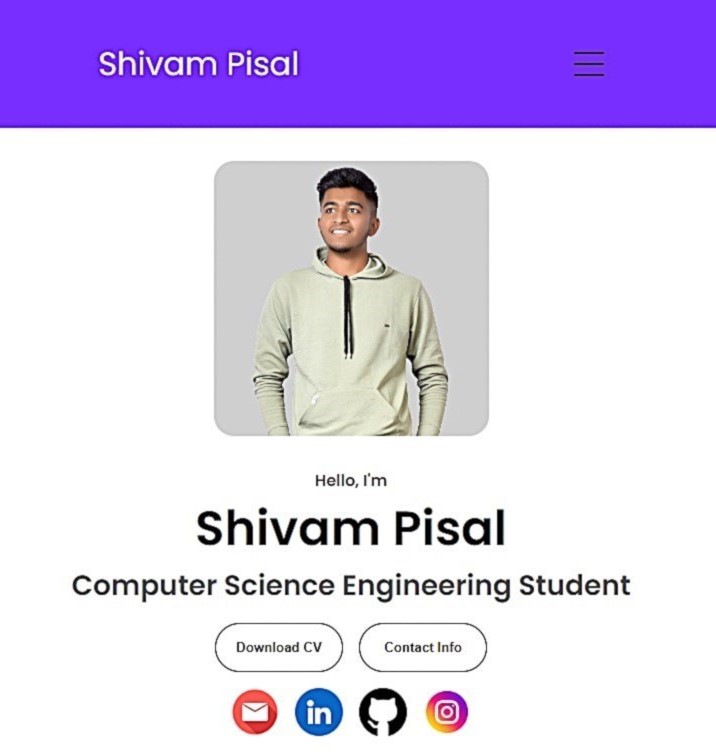 Shivam Pisal
Hello, I'm
Shivam Pisal
Computer Science Engineering Student
Download CV
Contact Info
in